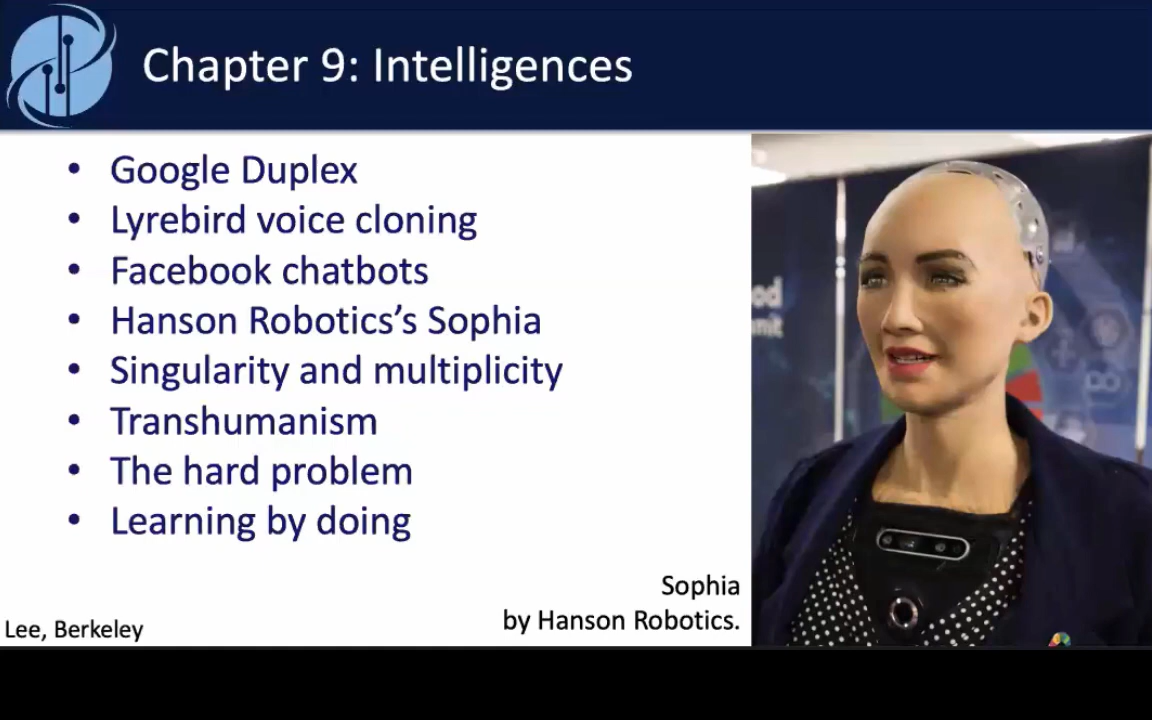 Chapter 9: Intelligences
• Google Duplex
• Lyrebird voice cloning
• Facebook chatbots
• Hanson Robotics’s Sophia
• Singularity and multiplicity
• Transhumanism
• The hard problem
• Learning by doing
Sophia
by Hanson Robotics.
Lee, Berkeley